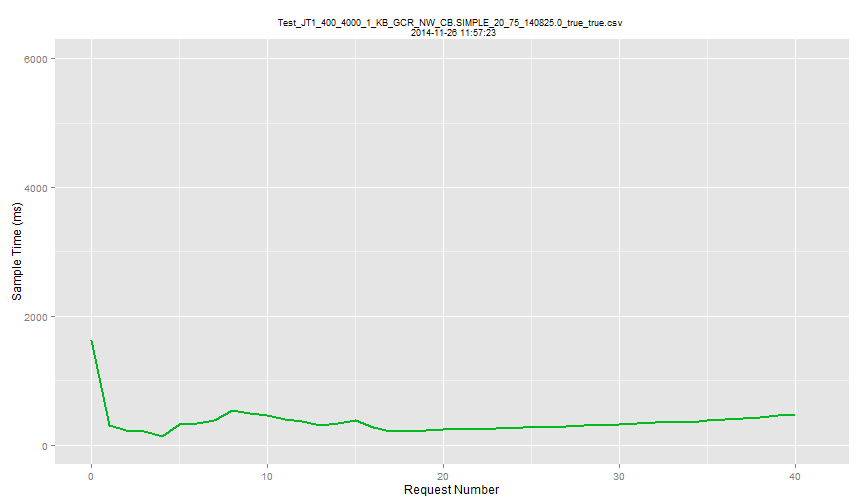 Test_JT1_400_4000_1_KB_GCR_NW_CB.SIMPLE_20_75_140825.0_true_true.csv
2014-11-26 11:57:23
6000
4000
2000
0
Sample Time (ms)
0 10 20 30 40
Request Number